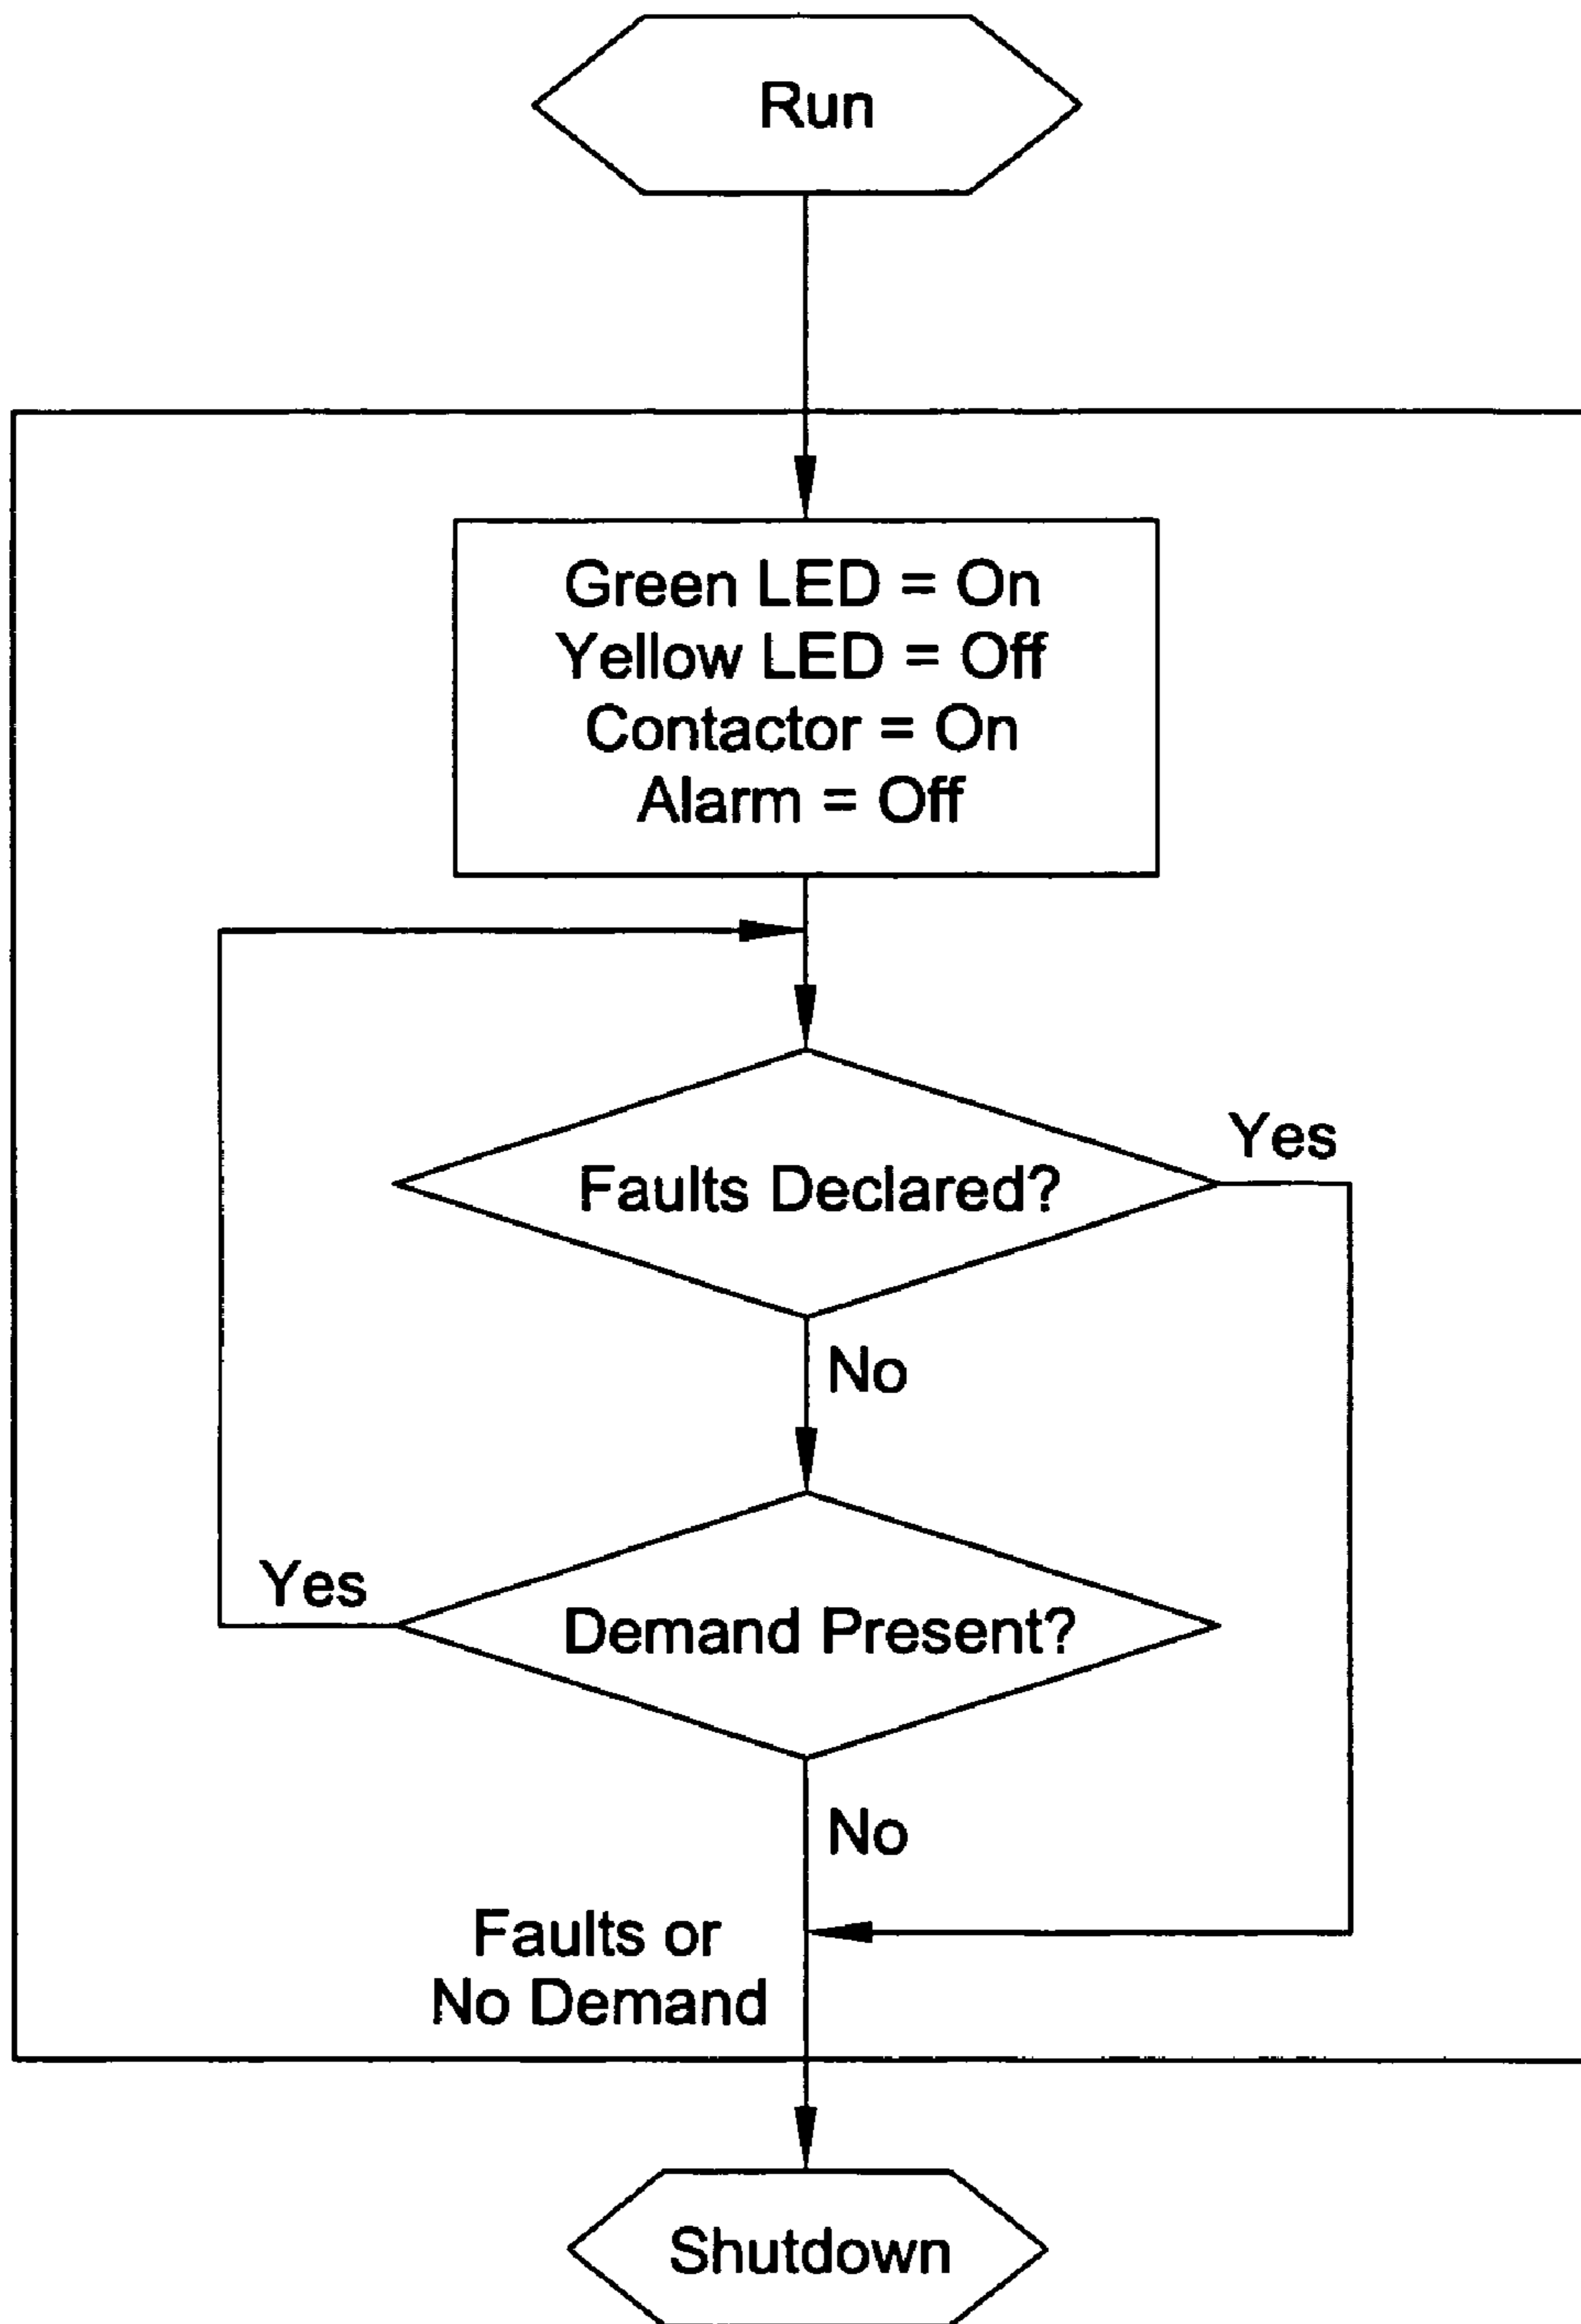 Run
Green LED = On
Yellow LED = Off
Contactor = On
Alarm = Off
Faults Declared?
Yes
No
Yes
Demand Present?
No
Faults or
No Demand
Shutdown